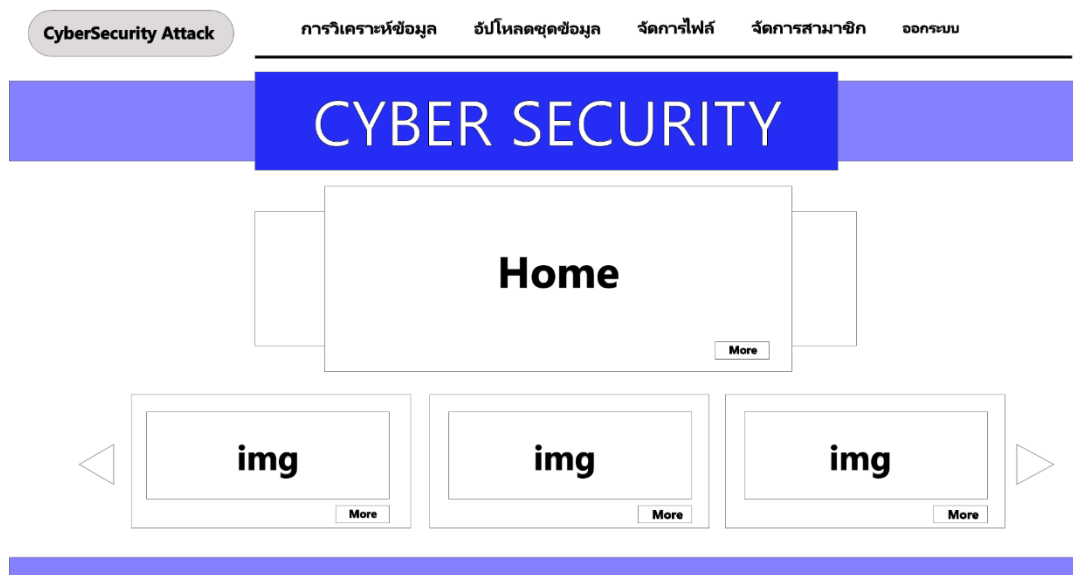 CyberSecurity Attack
การวิเคราะห์ข้อมูล อัปโหลดชุดข้อมูล จัดการไฟล์ จัดการสามาชิก ออกระบบ
CYBER SECURITY
Home
More
img img img
More More More